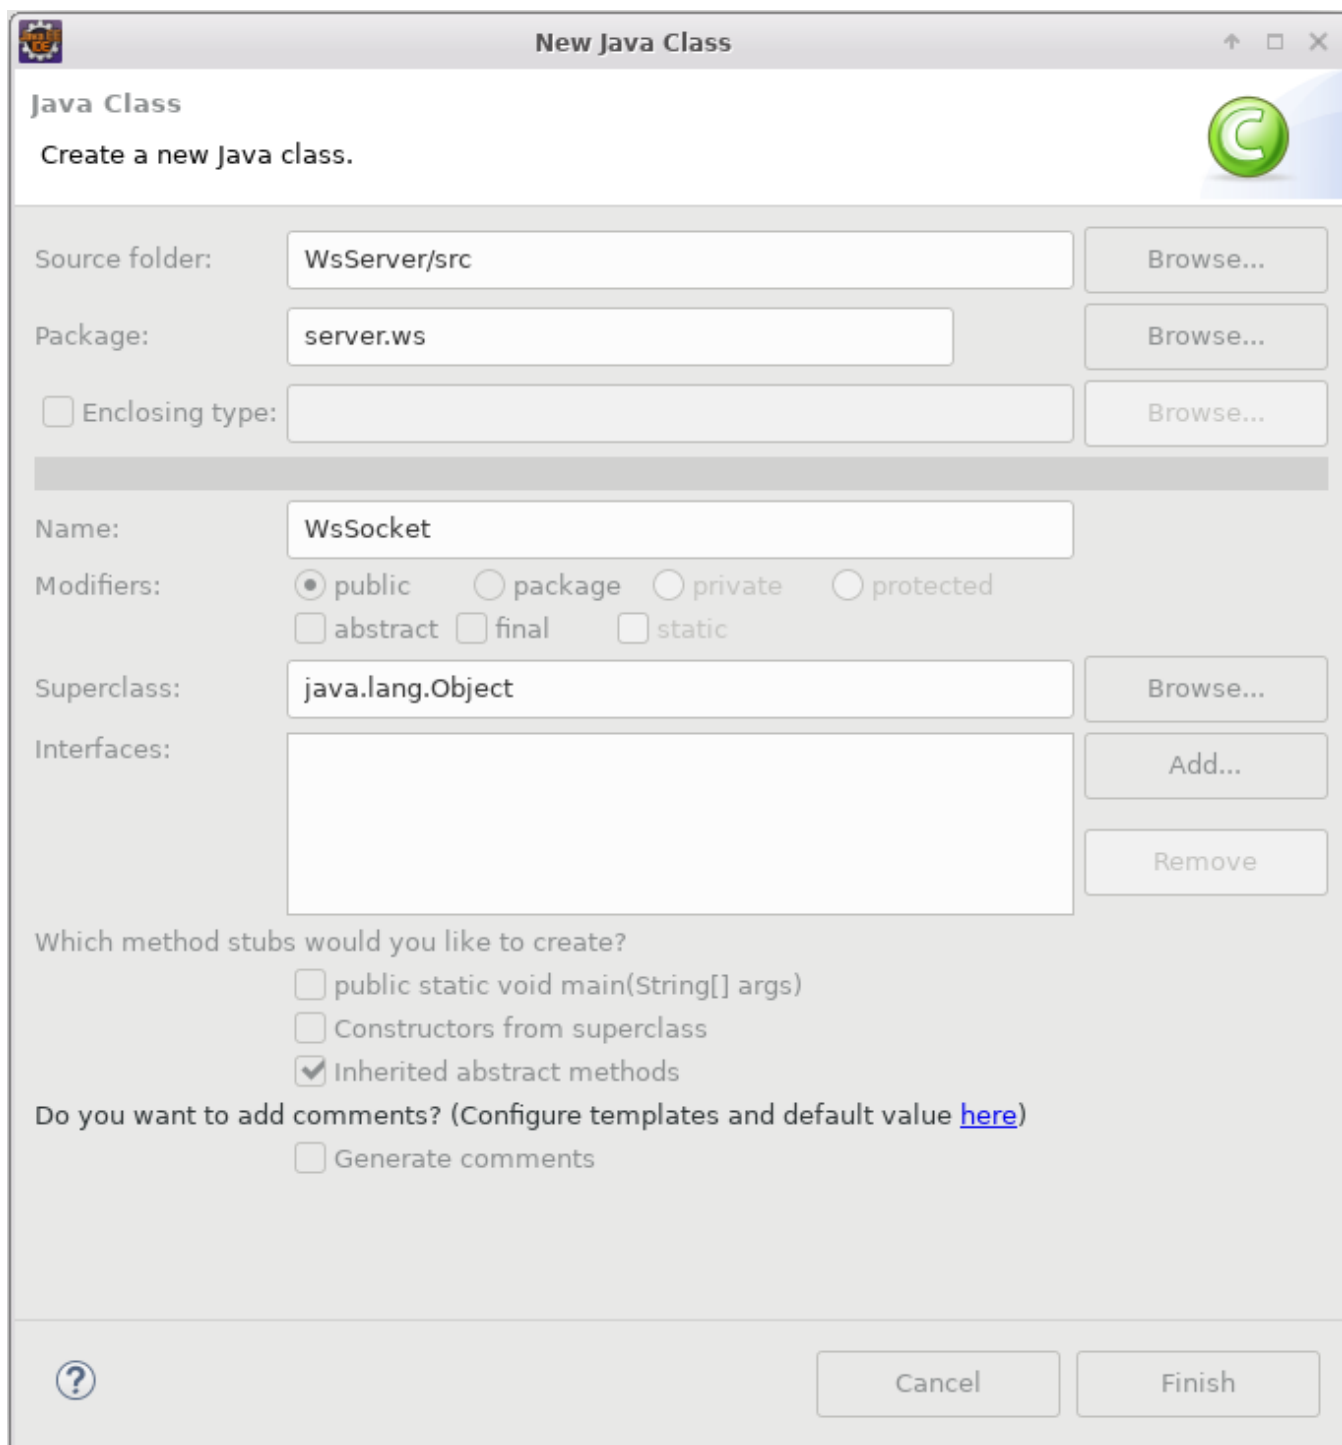 New Java Class
Java Class
Create a new Java class.
Source folder: WsServer/src Browse...
Package: server.ws Browse...
Enclosing type: Browse...
Name: WsSocket
Modifiers: public package private protected
abstract final static
Superclass: java.lang.Object Browse...
Interfaces: Add...
Remove
Which method stubs would you like to create?
public static void main(String[] args)
Constructors from superclass
Inherited abstract methods
Do you want to add comments? (Configure templates and default value here)
Generate comments
? Cancel Finish